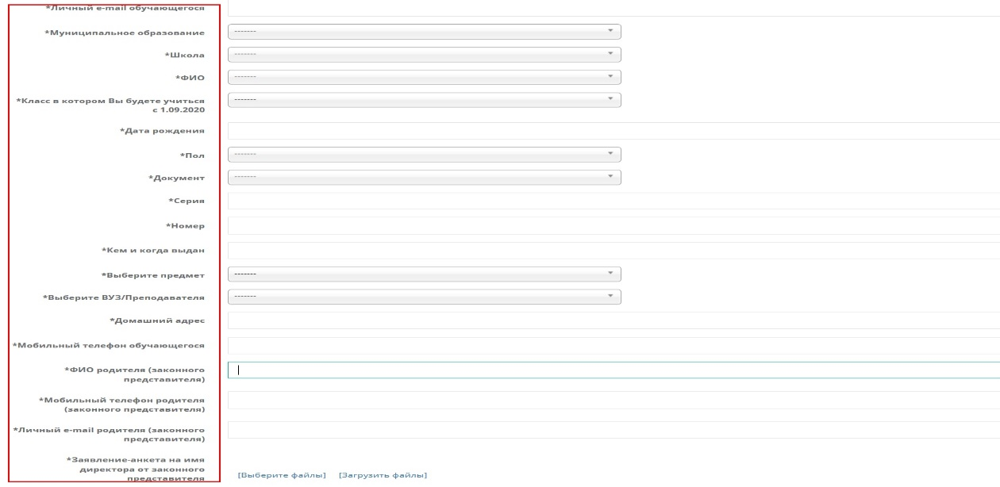 *Личный e-mail обучающегося
*Муниципальное образование -------
*Школа -------
*ФИО -------
*Класс в котором Вы будете учиться -------
с 1.09.2020
*Дата рождения
*Пол -------
*Документ -------
*Серия
*Номер
*Кем и когда выдан
*Выберите предмет -------
*Выберите ВУЗ/Преподавателя -------
*Домашний адрес
*Мобильный телефон обучающегося
*ФИО родителя (законного
представителя)
*Мобильный телефон родителя
(законного представителя)
*Личный e-mail родителя (законного
представителя)
*Заявление-анкета на имя
директора от законного
представителя [Выберите файлы] [Загрузить файлы]